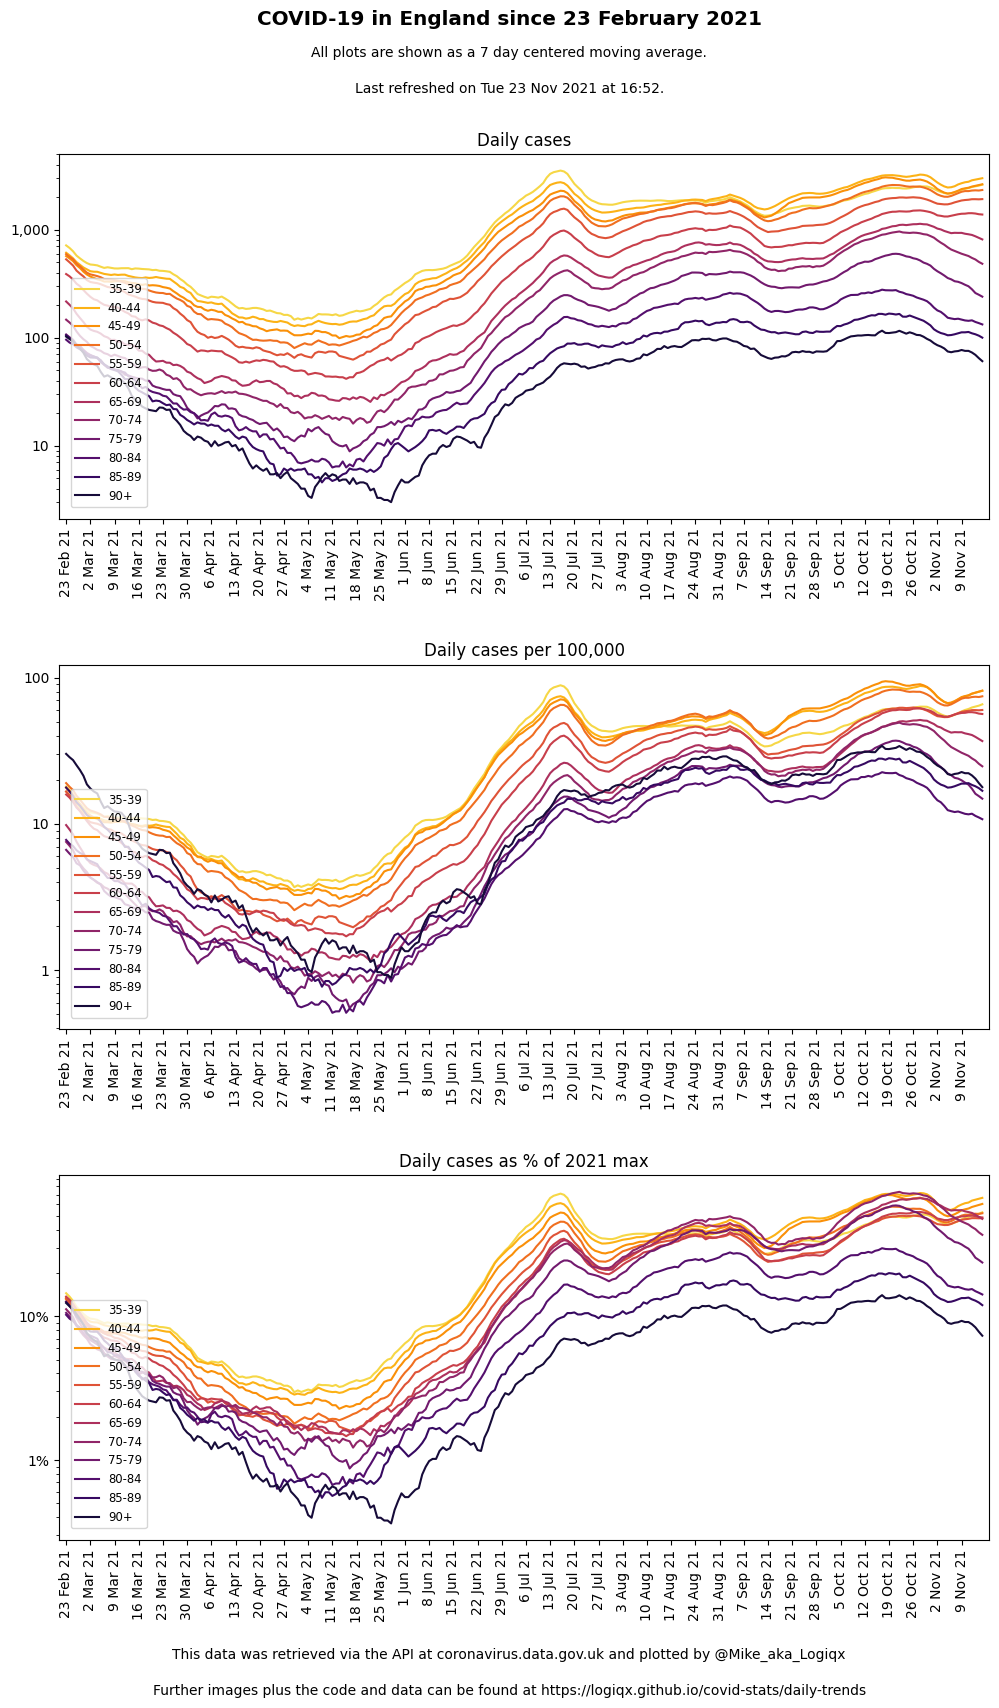 COVID-19 in England since 23 February 2021
All plots are shown as a 7 day centered moving average.
Last refreshed on Tue 23 Nov 2021 at 16:52.
Daily cases
1,000
100
10
35-39
40-44
45-49
50-54
55-59
60-64
65-69
70-74
75-79
80-84
85-89
90+
23 Feb 21
2 Mar 21
9 Mar 21
16 Mar 21
23 Mar 21
30 Mar 21
6 Apr 21
13 Apr 21
20 Apr 21
27 Apr 21
4 May 21
11 May 21
18 May 21
25 May 21
1 Jun 21
8 Jun 21
15 Jun 21
22 Jun 21
29 Jun 21
6 Jul 21
13 Jul 21
20 Jul 21
27 Jul 21
3 Aug 21
10 Aug 21
17 Aug 21
24 Aug 21
31 Aug 21
7 Sep 21
14 Sep 21
21 Sep 21
28 Sep 21
5 Oct 21
12 Oct 21
19 Oct 21
26 Oct 21
2 Nov 21
9 Nov 21
Daily cases per 100,000
100
10
1
35-39
40-44
45-49
50-54
55-59
60-64
65-69
70-74
75-79
80-84
85-89
90+
23 Feb 21
2 Mar 21
9 Mar 21
16 Mar 21
23 Mar 21
30 Mar 21
6 Apr 21
13 Apr 21
20 Apr 21
27 Apr 21
4 May 21
11 May 21
18 May 21
25 May 21
1 Jun 21
8 Jun 21
15 Jun 21
22 Jun 21
29 Jun 21
6 Jul 21
13 Jul 21
20 Jul 21
27 Jul 21
3 Aug 21
10 Aug 21
17 Aug 21
24 Aug 21
31 Aug 21
7 Sep 21
14 Sep 21
21 Sep 21
28 Sep 21
5 Oct 21
12 Oct 21
19 Oct 21
26 Oct 21
2 Nov 21
9 Nov 21
Daily cases as % of 2021 max
10%
1%
35-39
40-44
45-49
50-54
55-59
60-64
65-69
70-74
75-79
80-84
85-89
90+
23 Feb 21
2 Mar 21
9 Mar 21
16 Mar 21
23 Mar 21
30 Mar 21
6 Apr 21
13 Apr 21
20 Apr 21
27 Apr 21
4 May 21
11 May 21
18 May 21
25 May 21
1 Jun 21
8 Jun 21
15 Jun 21
22 Jun 21
29 Jun 21
6 Jul 21
13 Jul 21
20 Jul 21
27 Jul 21
3 Aug 21
10 Aug 21
17 Aug 21
24 Aug 21
31 Aug 21
7 Sep 21
14 Sep 21
21 Sep 21
28 Sep 21
5 Oct 21
12 Oct 21
19 Oct 21
26 Oct 21
2 Nov 21
9 Nov 21
This data was retrieved via the API at coronavirus.data.gov.uk and plotted by @Mike_aka_Logiqx
Further images plus the code and data can be found at https://logiqx.github.io/covid-stats/daily-trends